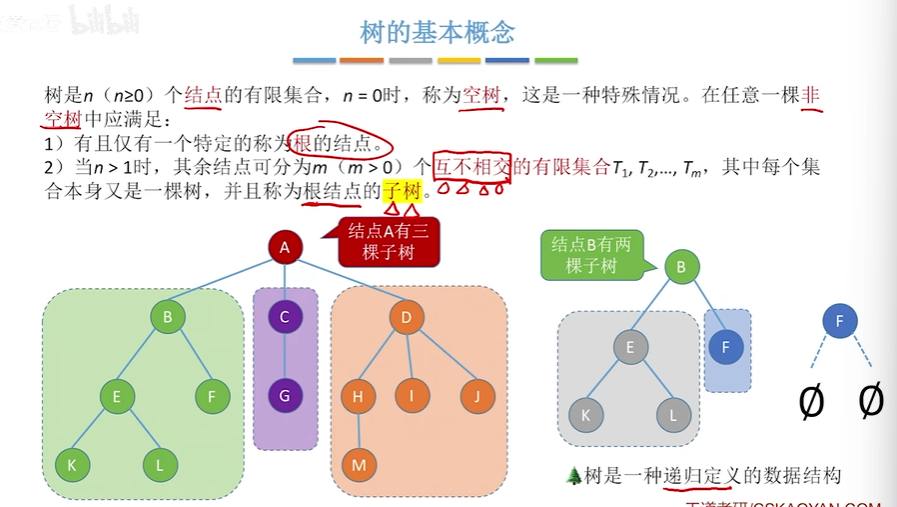 bilibili
树的基本概念
树是n（n≥0）个结点的有限集合，n = 0时，称为空树，这是一种特殊情况。在任意一棵非
空树中应满足：
1）有且仅有一个特定的称为根的结点。
2）当n > 1时，其余结点可分为m（m > 0）个互不相交的有限集合T1, T2,…, Tm，其中每个集
合本身又是一棵树，并且称为根结点的子树。
A
结点A有三
棵子树
B
C
D
E
F
G
H
I
J
K
L
M
结点B有两
棵子树
B
E
F
K
L
F
Ø
Ø
树是一种递归定义的数据结构
王道考研/CSKAOYAN.COM